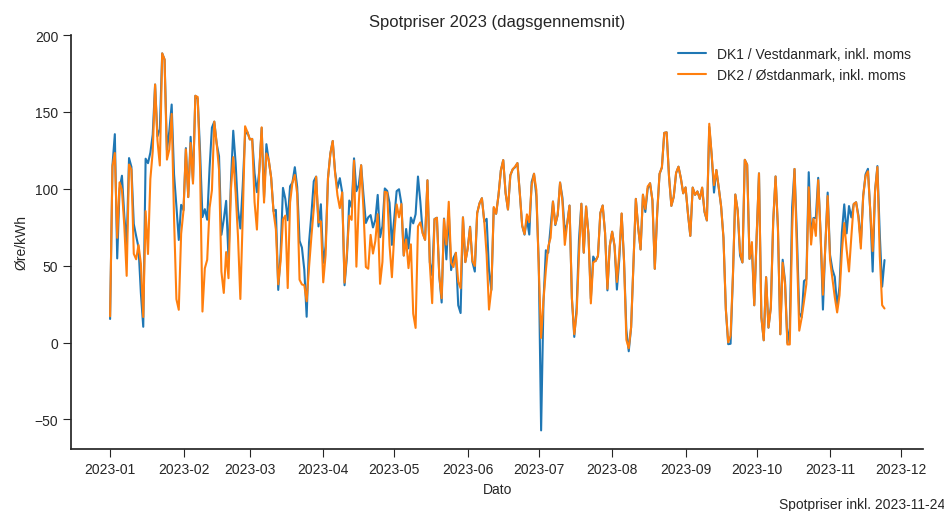 Spotpriser 2023 (dagsgennemsnit)
DK1 / Vestdanmark, inkl. moms
DK2 / Østdanmark, inkl. moms
Øre/kWh
200
150
100
50
0
−50
2023-01 2023-02 2023-03 2023-04 2023-05 2023-06 2023-07 2023-08 2023-09 2023-10 2023-11 2023-12
Dato
Spotpriser inkl. 2023-11-24